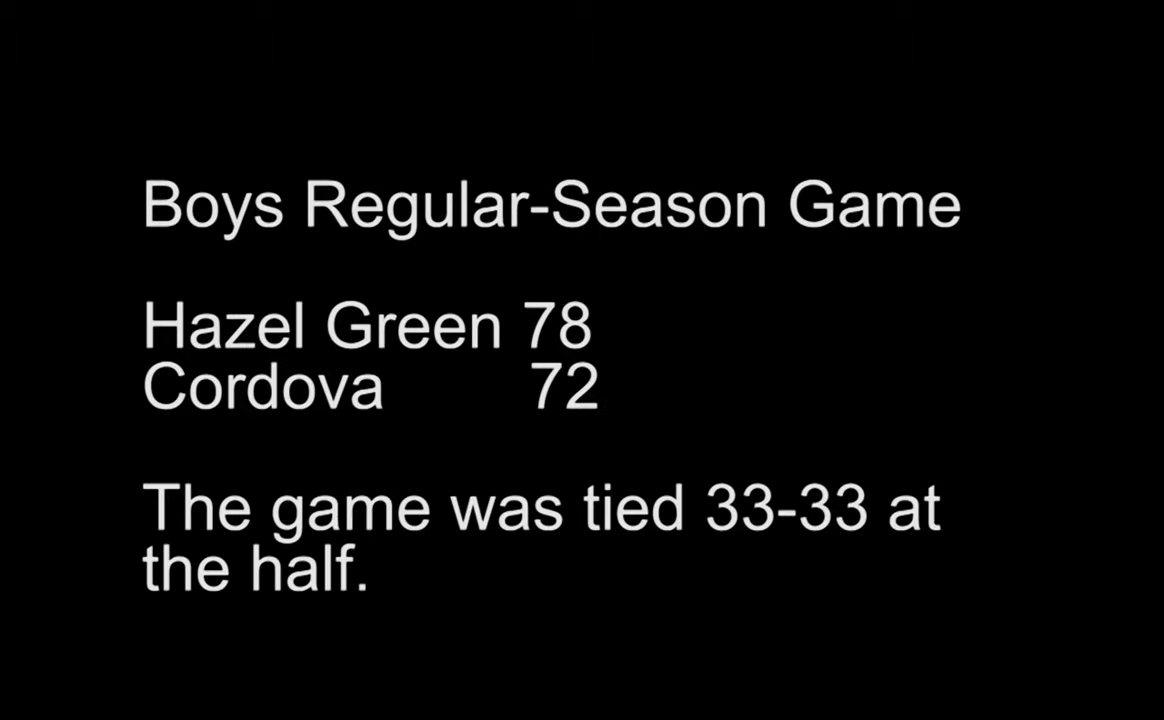 Boys Regular-Season Game
Hazel Green 78
Cordova 72
The game was tied 33-33 at
the half.